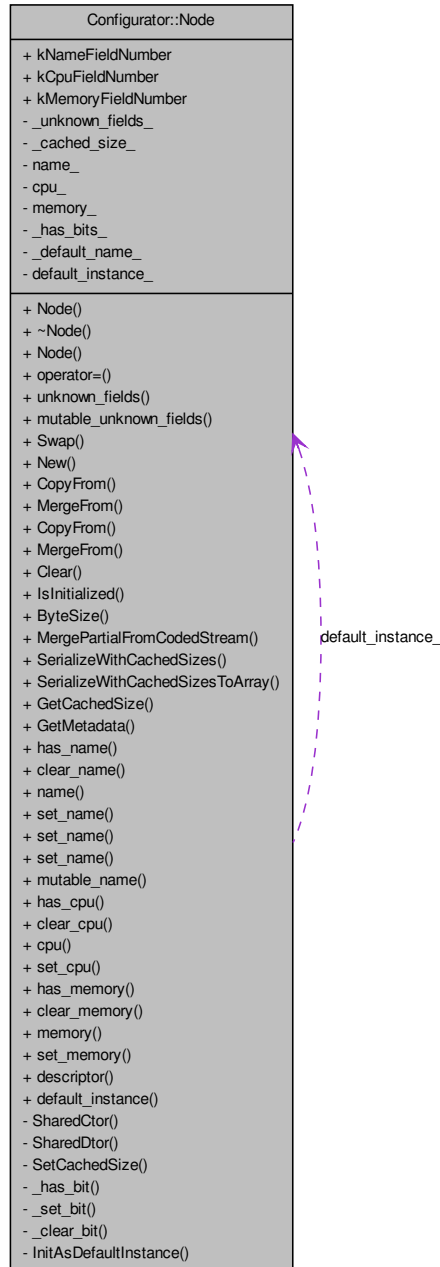 Configurator::Node
+ kNameFieldNumber
+ kCpuFieldNumber
+ kMemoryFieldNumber
- _unknown_fields_
- _cached_size_
- name_
- cpu_
- memory_
- _has_bits_
- _default_name_
- default_instance_
+ Node()
+ ~Node()
+ Node()
+ operator=()
+ unknown_fields()
+ mutable_unknown_fields()
+ Swap()
+ New()
+ CopyFrom()
+ MergeFrom()
+ CopyFrom()
+ MergeFrom()
+ Clear()
+ IsInitialized()
+ ByteSize()
+ MergePartialFromCodedStream()
+ SerializeWithCachedSizes()
+ SerializeWithCachedSizesToArray()
+ GetCachedSize()
+ GetMetadata()
+ has_name()
+ clear_name()
+ name()
+ set_name()
+ set_name()
+ set_name()
+ mutable_name()
+ has_cpu()
+ clear_cpu()
+ cpu()
+ set_cpu()
+ has_memory()
+ clear_memory()
+ memory()
+ set_memory()
+ descriptor()
+ default_instance()
- SharedCtor()
- SharedDtor()
- SetCachedSize()
- _has_bit()
- _set_bit()
- _clear_bit()
- InitAsDefaultInstance()
default_instance_